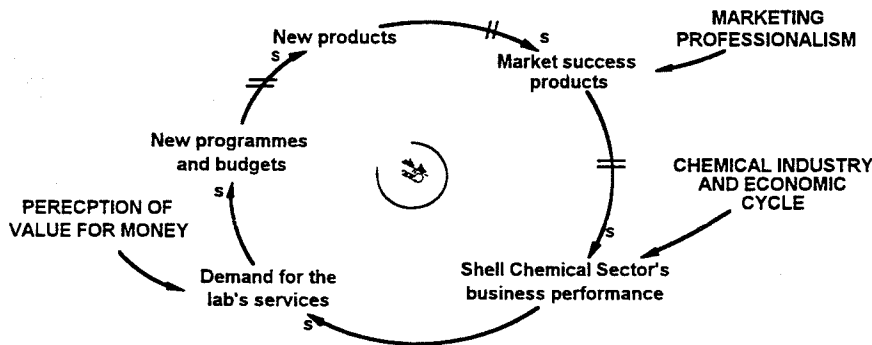 New products
s
//
s
MARKETING
PROFESSIONALISM
Market success
products
s
New programmes
and budgets
s
CHEMICAL INDUSTRY
AND ECONOMIC
CYCLE
PERECPTION OF
VALUE FOR MONEY
Demand for the
lab's services
s
Shell Chemical Sector's
business performance
s